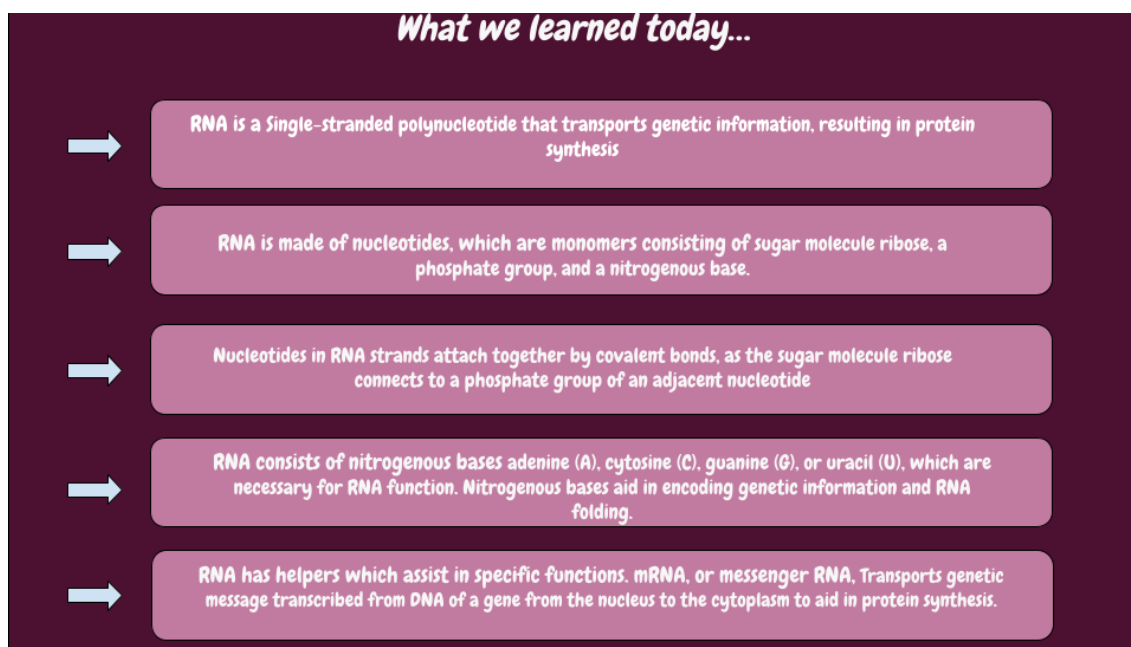 What we learned today...
RNA is a Single-stranded polynucleotide that transports genetic information, resulting in protein
synthesis
RNA is made of nucleotides, which are monomers consisting of sugar molecule ribose, a
phosphate group, and a nitrogenous base.
Nucleotides in RNA strands attach together by covalent bonds, as the sugar molecule ribose
connects to a phosphate group of an adjacent nucleotide
RNA consists of nitrogenous bases adenine (A), cytosine (C), guanine (G), or uracil (U), which are
necessary for RNA function. Nitrogenous bases aid in encoding genetic information and RNA
folding.
RNA has helpers which assist in specific functions. mRNA, or messenger RNA, Transports genetic
message transcribed from DNA of a gene from the nucleus to the cytoplasm to aid in protein synthesis.